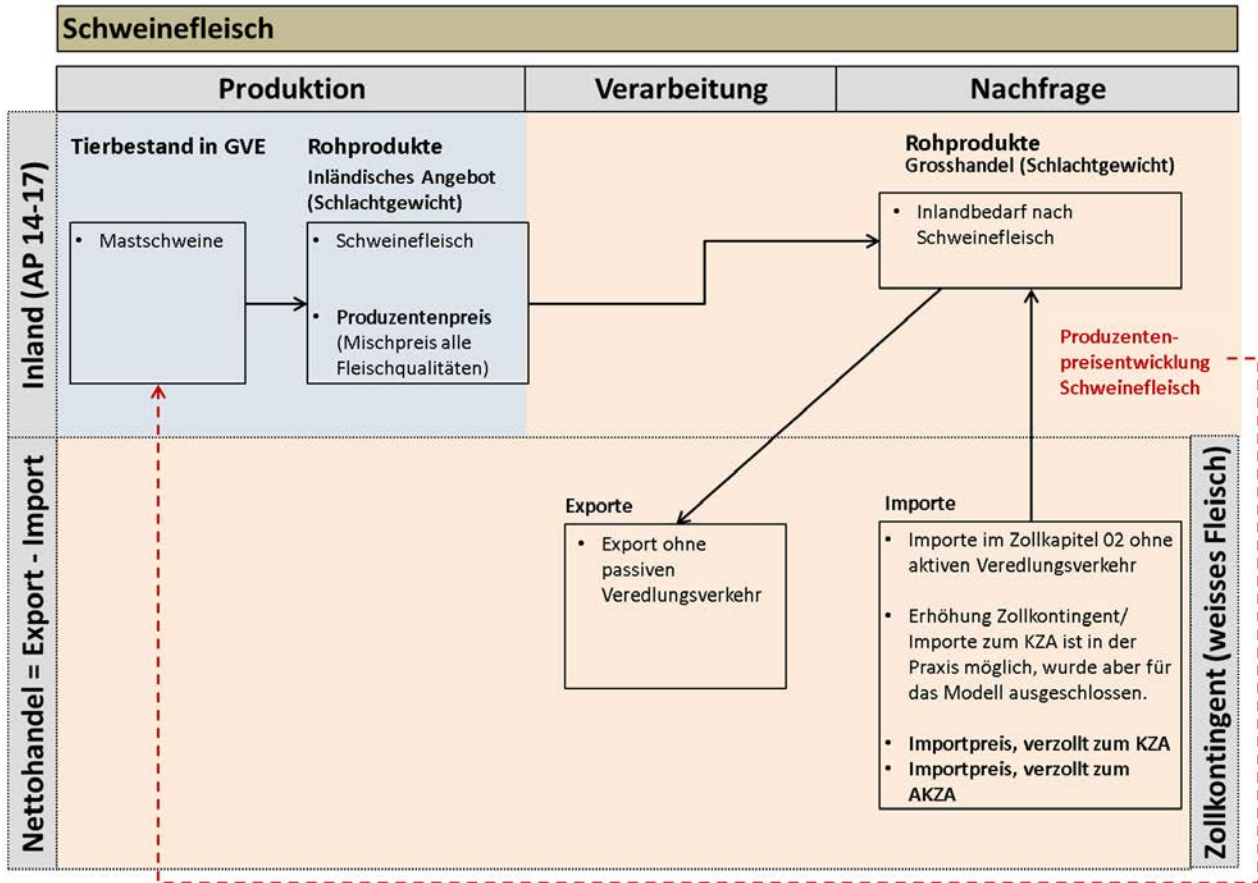 Schweinefleisch
Produktion
Verarbeitung
Nachfrage
Inland (AP 14-17)
Tierbestand in GVE
• Mastschweine
Rohprodukte
Inländisches Angebot
(Schlachtgewicht)
• Schweinefleisch
• Produzentenpreis
(Mischpreis alle
Fleischqualitäten)
Rohprodukte
Grosshandel (Schlachtgewicht)
• Inlandbedarf nach
Schweinefleisch
Produzenten-
preisentwicklung
Schweinefleisch
Nettohandel = Export - Import
Exporte
• Export ohne
passiven
Veredlungsverkehr
Importe
• Importe im Zollkapitel 02 ohne
aktiven Veredlungsverkehr
• Erhöhung Zollkontingent/
Importe zum KZA ist in der
Praxis möglich, wurde aber für
das Modell ausgeschlossen.
• Importpreis, verzollt zum KZA
• Importpreis, verzollt zum
AKZA
Zollkontingent (weisses Fleisch)